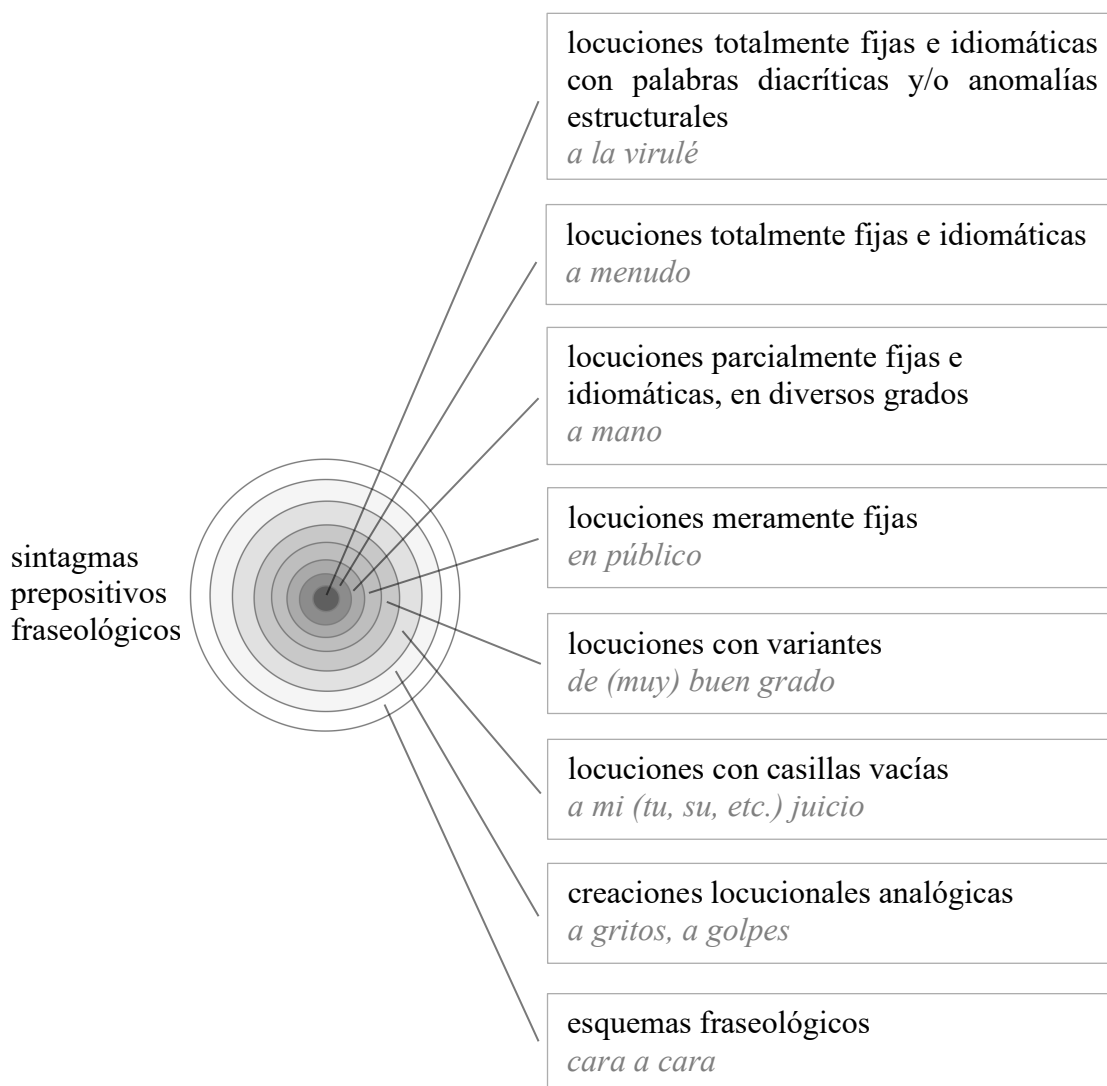 sintagmas
prepositivos
fraseológicos
locuciones totalmente fijas e idiomáticas
con palabras diacríticas y/o anomalías
estructurales
a la virulé
locuciones totalmente fijas e idiomáticas
a menudo
locuciones parcialmente fijas e
idiomáticas, en diversos grados
a mano
locuciones meramente fijas
en público
locuciones con variantes
de (muy) buen grado
locuciones con casillas vacías
a mi (tu, su, etc.) juicio
creaciones locucionales analógicas
a gritos, a golpes
esquemas fraseológicos
cara a cara